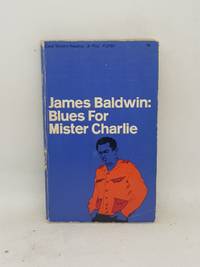 James Baldwin:
Blues For
Mister Charlie